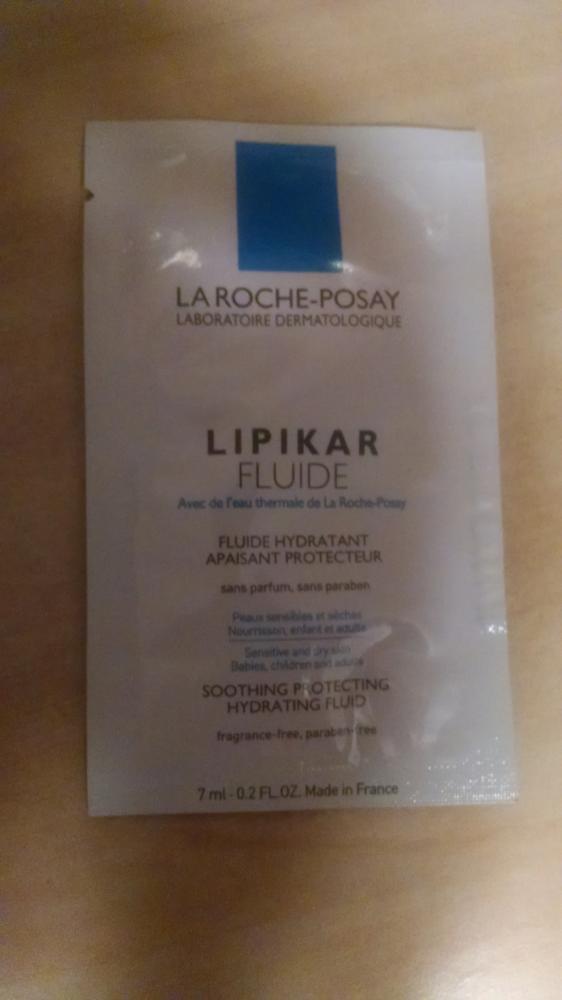 LA ROCHE-POSAY
LABORATOIRE DERMATOLOGIQUE
LIPIKAR
FLUIDE
Avec de l'eau thermale de La Roche-Posay
FLUIDE HYDRATANT
APAISANT PROTECTEUR
sans parfum, sans paraben
Peaux sensibles et sèches
Nourrisson, enfant et adulte
Sensitive and dry skin
Babies, children and adults
SOOTHING PROTECTING
HYDRATING FLUID
fragrance-free, paraben-free
7 ml - 0.2 FL.OZ. Made in France